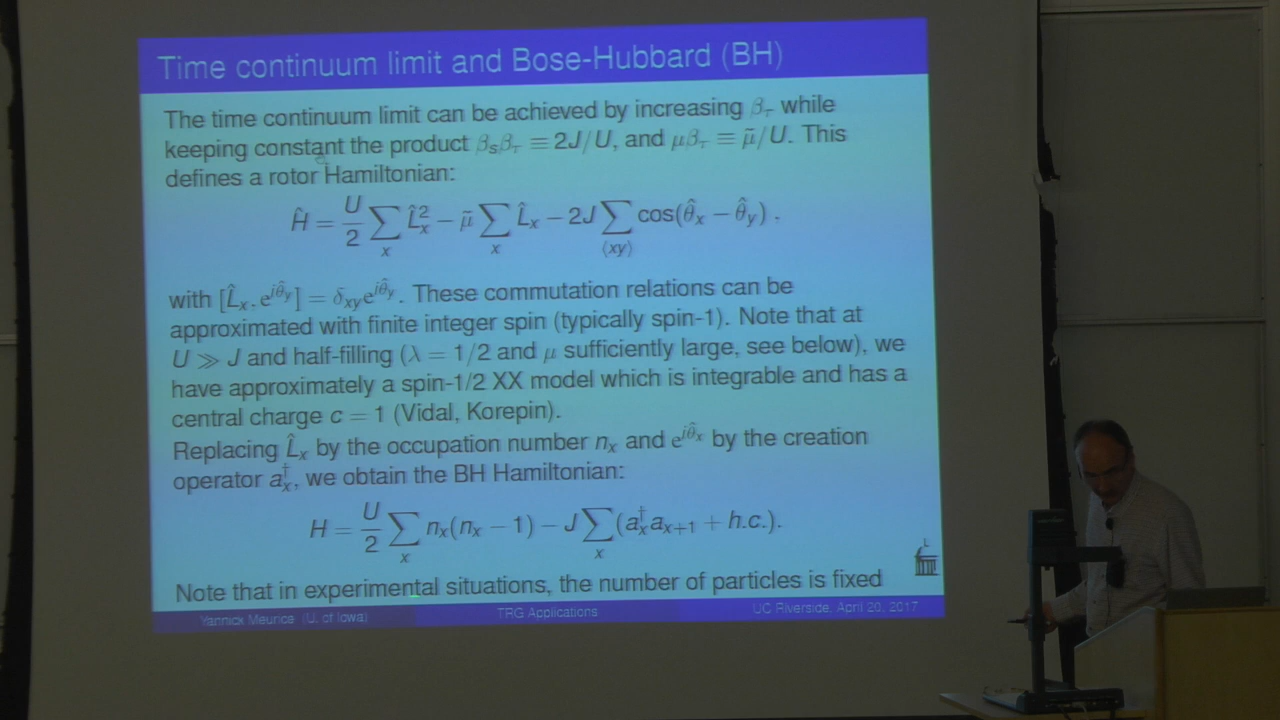 Time continuum limit and Bose-Hubbard (BH)
The time continuum limit can be achieved by increasing β_τ while
keeping constant the product β_sβ_τ ≡ 2J/U, and μβ_τ ≡ μ̃/U. This
defines a rotor Hamiltonian:
Ĥ = U/2 ∑_x L̂_x² − μ̃ ∑_x L̂_x − 2J ∑_⟨xy⟩ cos(θ̂_x − θ̂_y) .
with [L̂_x, e^{iθ̂_y}] = δ_xy e^{iθ̂_y}. These commutation relations can be
approximated with finite integer spin (typically spin-1). Note that at
U ≫ J and half-filling (λ = 1/2 and μ sufficiently large, see below), we
have approximately a spin-1/2 XX model which is integrable and has a
central charge c = 1 (Vidal, Korepin).
Replacing L̂_x by the occupation number n_x and e^{iθ̂_x} by the creation
operator a_x^†, we obtain the BH Hamiltonian:
H = U/2 ∑_x n_x(n_x − 1) − J ∑_x (a_x^† a_{x+1} + h.c.).
Note that in experimental situations, the number of particles is fixed
Yannick Meurice (U. of Iowa) TRG Applications UC Riverside, April 20, 2017